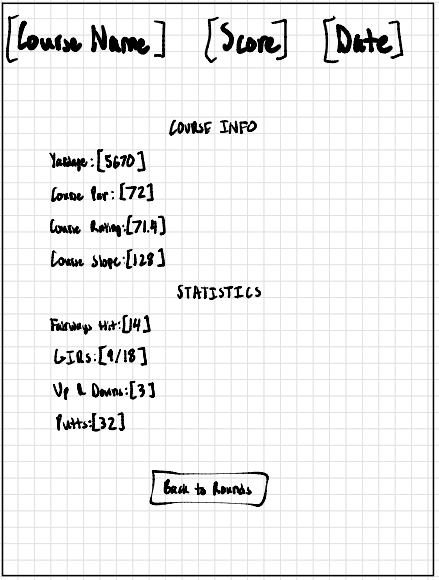 [Course Name] [Score] [Date]
COURSE INFO
Yardage: [5670]
Course Par: [72]
Course Rating: [71.4]
Course Slope: [128]
STATISTICS
Fairways Hit: [14]
GIRs: [9/18]
Up & Downs: [3]
Putts: [32]
Back to Rounds